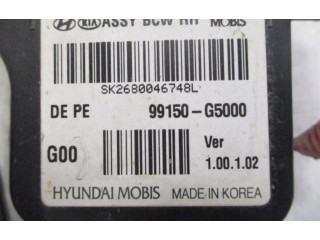 KIA ASSY BCW RH MOBIS
SK2680046748L
DE PE 99150-G5000
G00 Ver
1.00.1.02
HYUNDAI MOBIS MADE IN KOREA